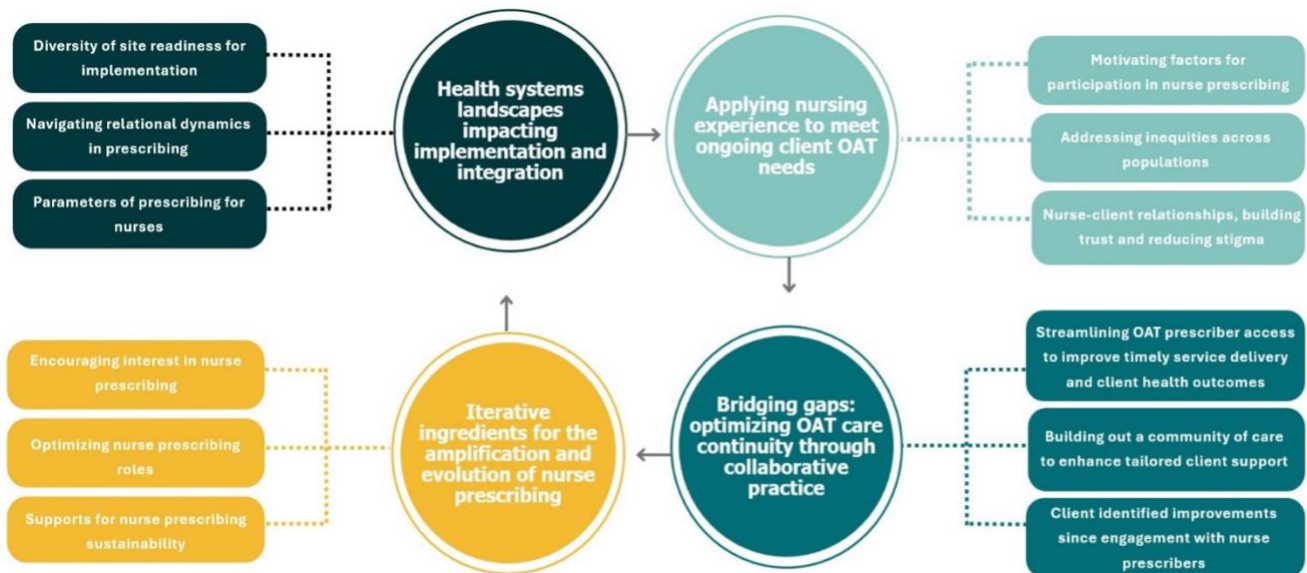 Diversity of site readiness for
implementation
Navigating relational dynamics
in prescribing
Parameters of prescribing for
nurses
Health systems
landscapes
impacting
implementation and
integration
Applying nursing
experience to meet
ongoing client OAT
needs
Motivating factors for
participation in nurse prescribing
Addressing inequities across
populations
Nurse-client relationships, building
trust and reducing stigma
Encouraging interest in nurse
prescribing
Optimizing nurse prescribing
roles
Supports for nurse prescribing
sustainability
Iterative
ingredients for the
amplification and
evolution of nurse
prescribing
Bridging gaps:
optimizing OAT care
continuity through
collaborative
practice
Streamlining OAT prescriber access
to improve timely service delivery
and client health outcomes
Building out a community of care
to enhance tailored client support
Client identified improvements
since engagement with nurse
prescribers